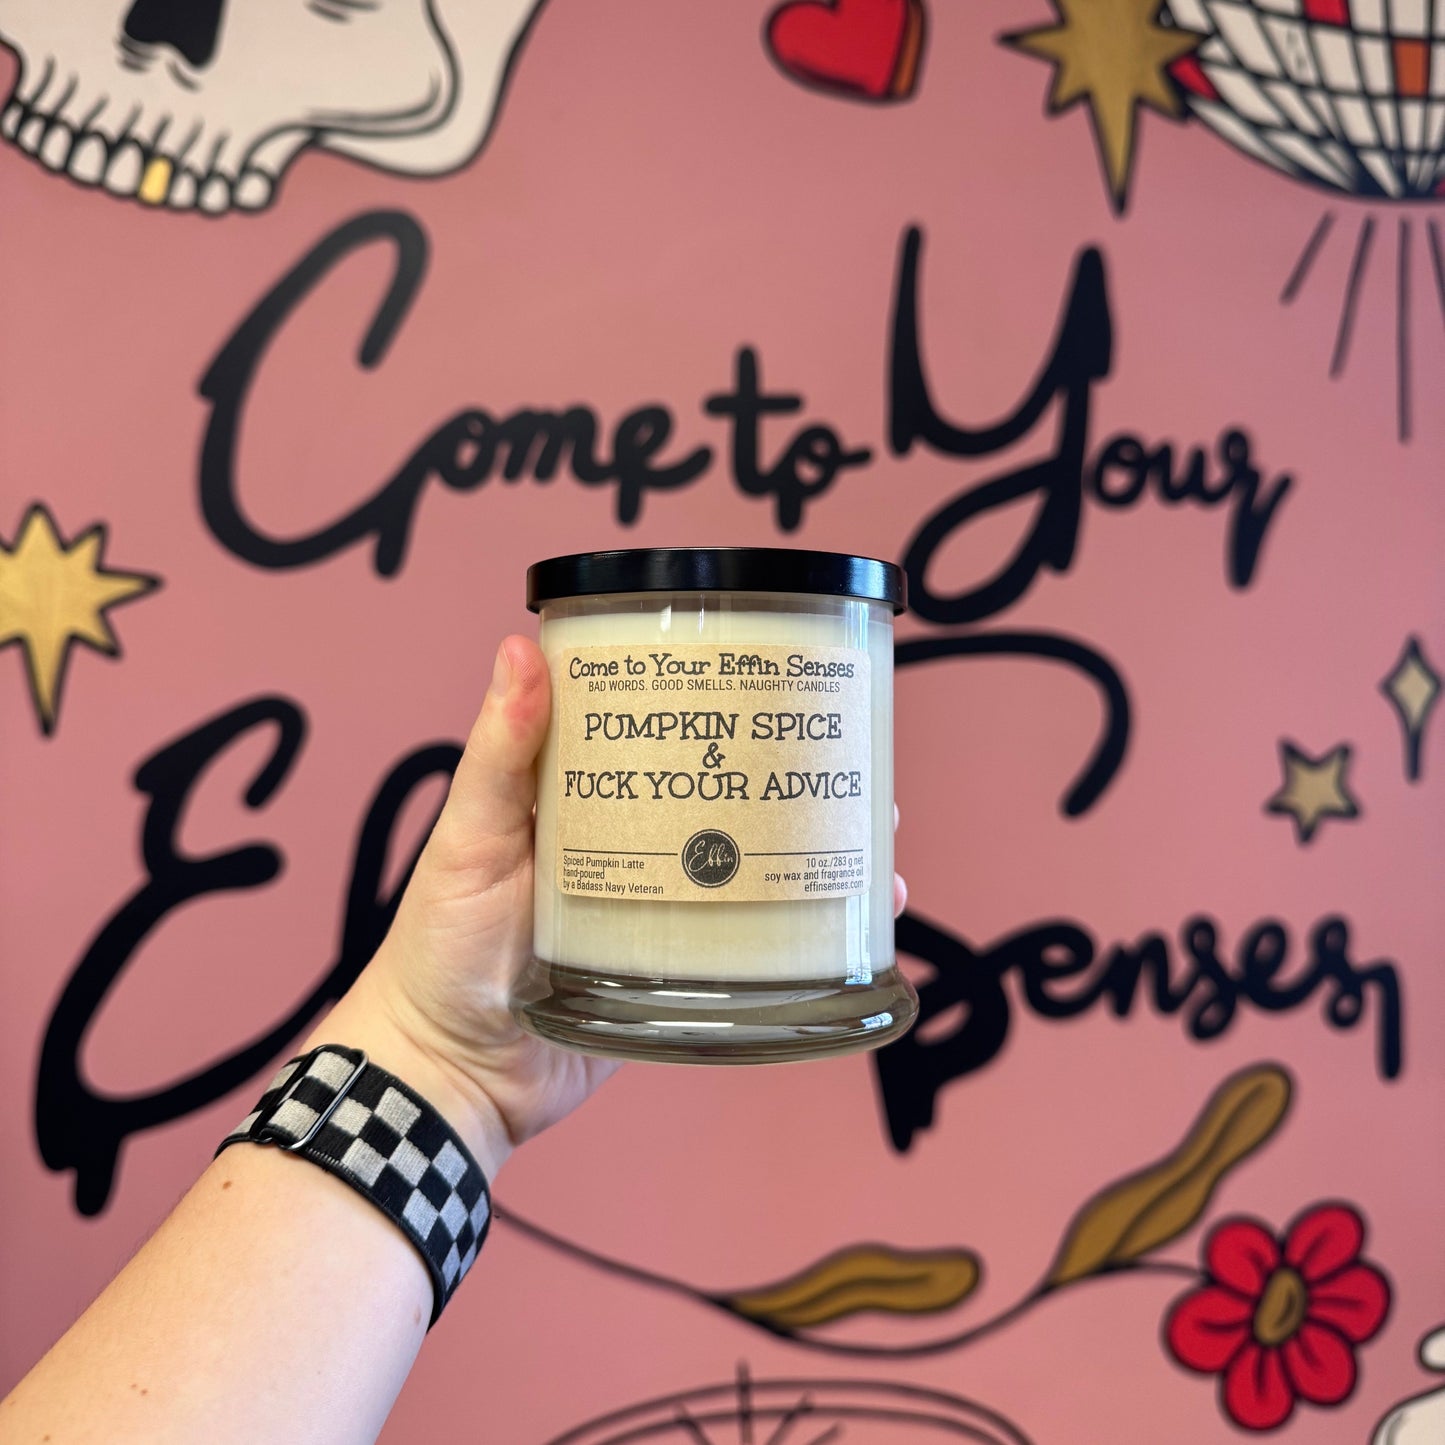 Come to Your
Senses,
Come to Your Effin Senses
BAD WORDS. GOOD SMELLS. NAUGHTY CANDLES
PUMPKIN SPICE
&
FUCK YOUR ADVICE
Effin
Spiced Pumpkin Latte
hand-poured
by a Badass Navy Veteran
10 oz./283 g net
soy wax and fragrance oil
effinsenses.com